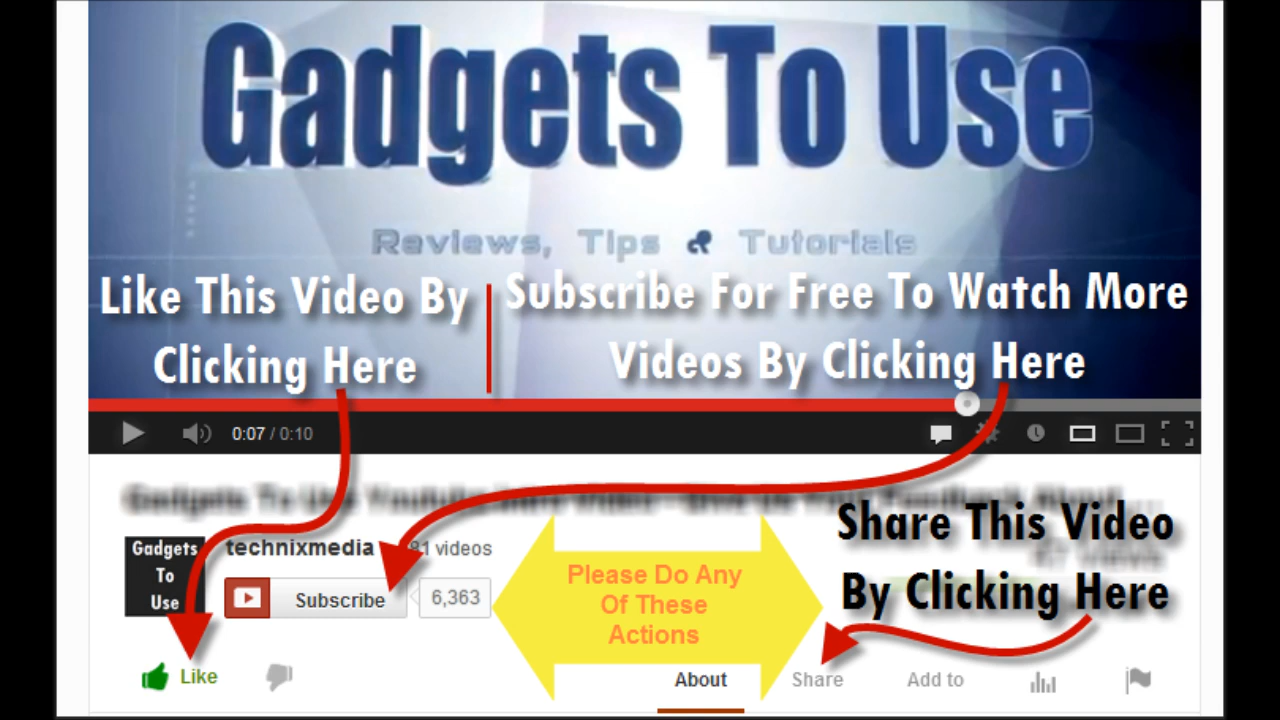 Gadgets To Use
Reviews, Tips & Tutorials
Like This Video By
Clicking Here
Subscribe For Free To Watch More
Videos By Clicking Here
0:07 / 0:10
Share This Video
By Clicking Here
Gadgets
To
Use
technixmedia
81 videos
Subscribe
6,363
Please Do Any
Of These
Actions
Like
About
Share
Add to